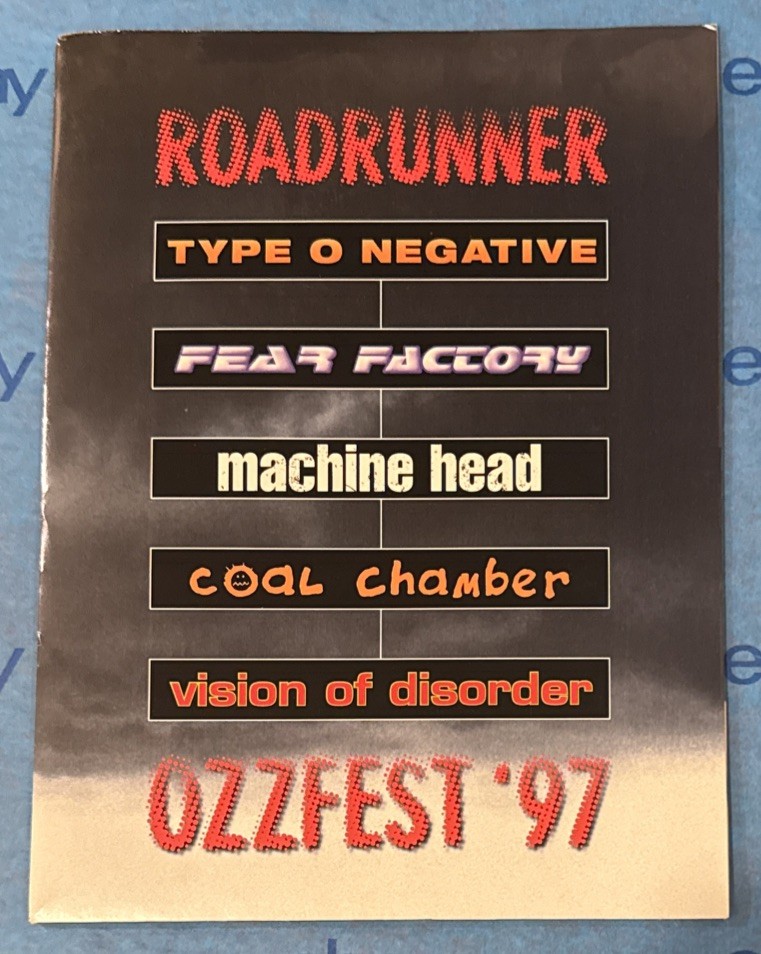 ROADRUNNER
TYPE O NEGATIVE
FEAR FACTORY
machine head
coal chamber
vision of disorder
OZZFEST '97